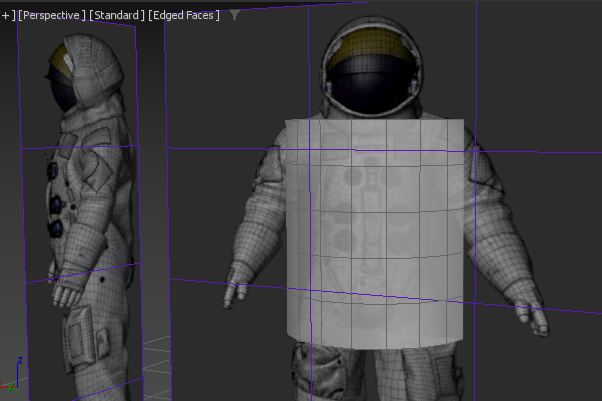 + ] [Perspective ] [Standard ] [Edged Faces ]
z